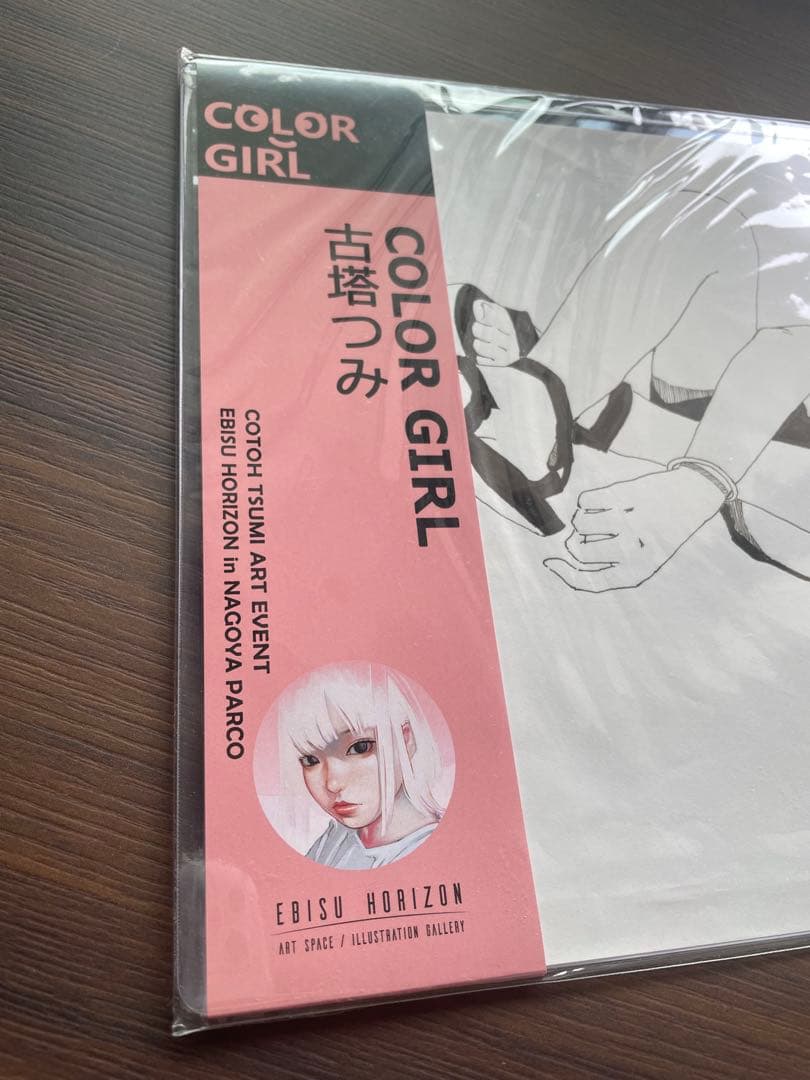 COLOR
GIRL
COLOR GIRL
古塔つみ
COTOH TSUMI ART EVENT
EBISU HORIZON in NAGOYA PARCO
EBISU HORIZON
ART SPACE / ILLUSTRATION GALLERY